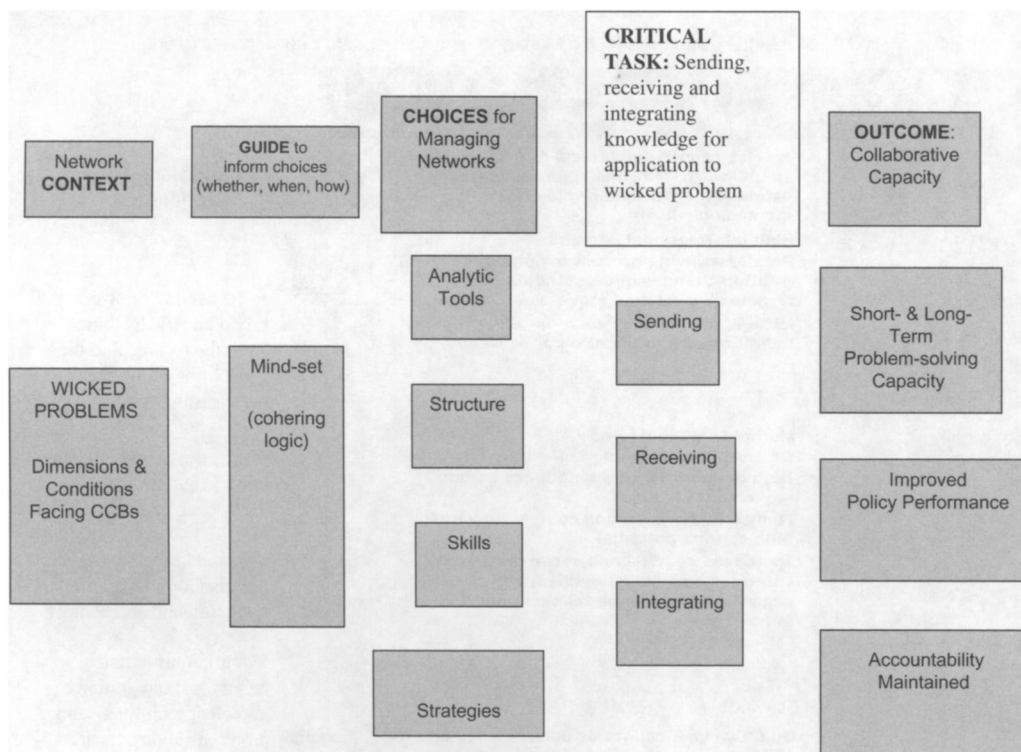 Network
CONTEXT
GUIDE to
inform choices
(whether, when, how)
CHOICES for
Managing
Networks
CRITICAL
TASK: Sending,
receiving and
integrating
knowledge for
application to
wicked problem
OUTCOME:
Collaborative
Capacity
WICKED
PROBLEMS
Dimensions &
Conditions
Facing CCBs
Mind-set
(cohering
logic)
Analytic
Tools
Structure
Skills
Strategies
Sending
Receiving
Integrating
Short- & Long-
Term
Problem-solving
Capacity
Improved
Policy Performance
Accountability
Maintained